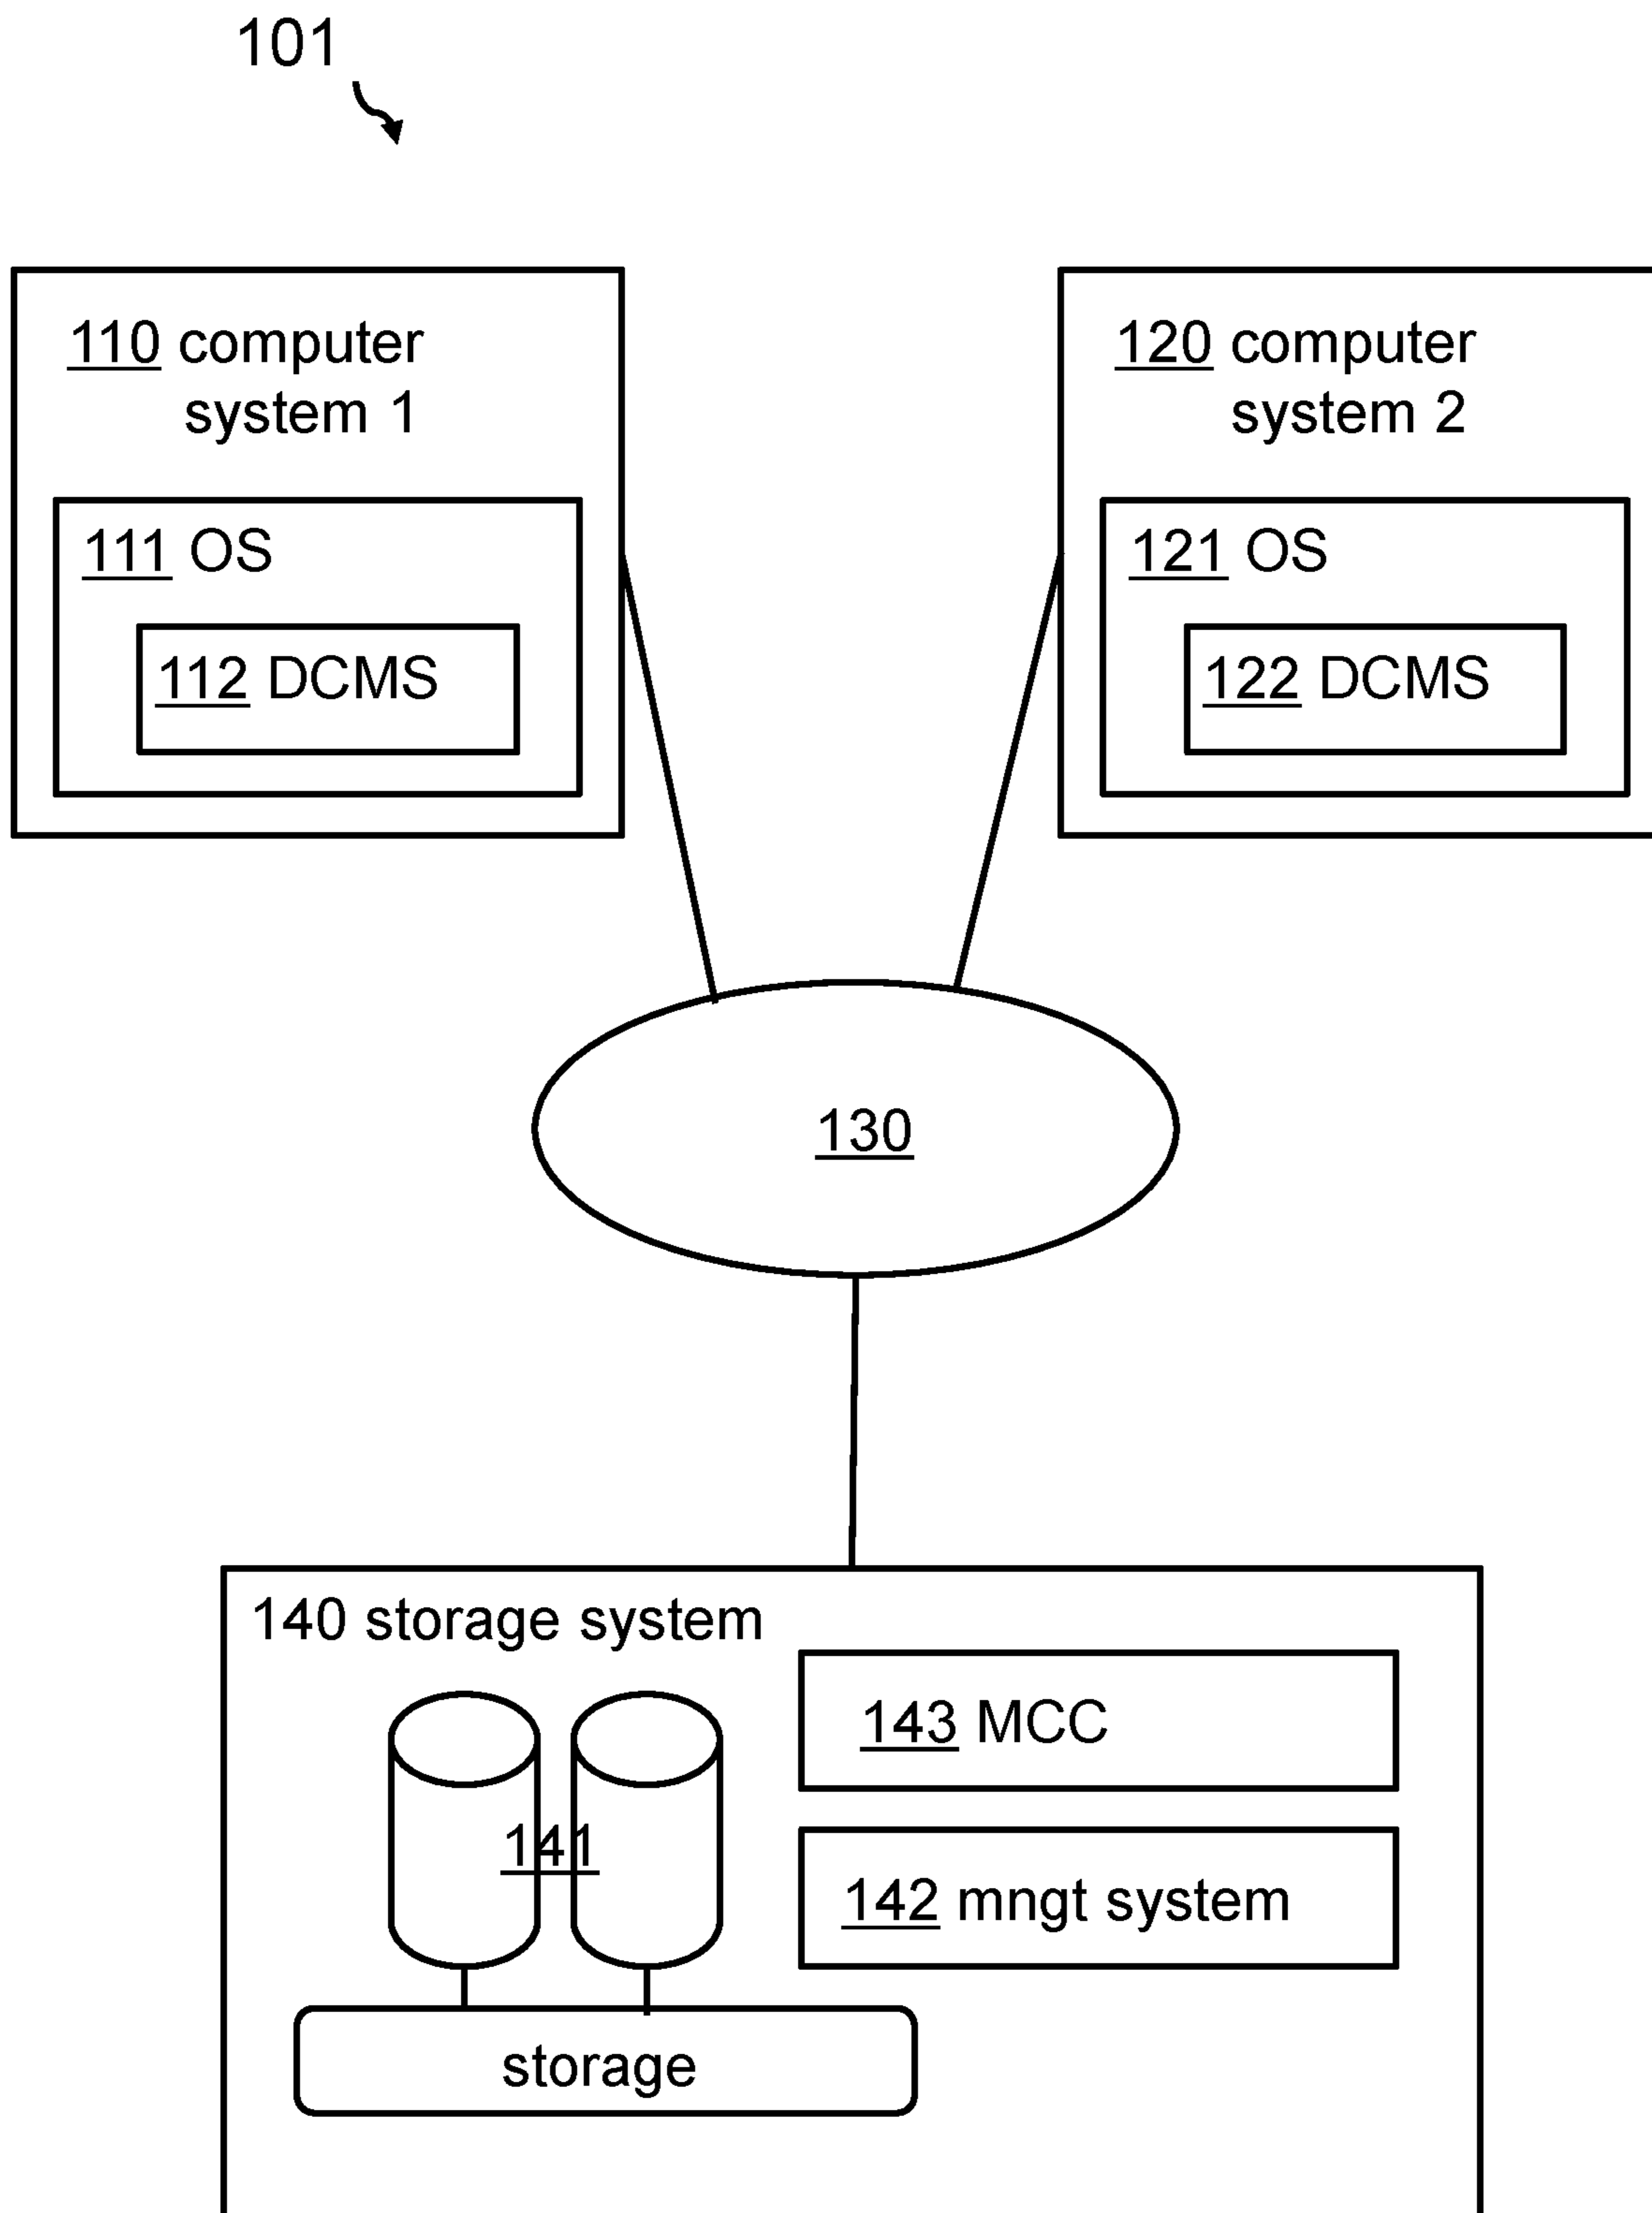 101
110 computer
system 1
111 OS
112 DCMS
120 computer
system 2
121 OS
122 DCMS
130
140 storage system
143 MCC
141
142 mngt system
storage